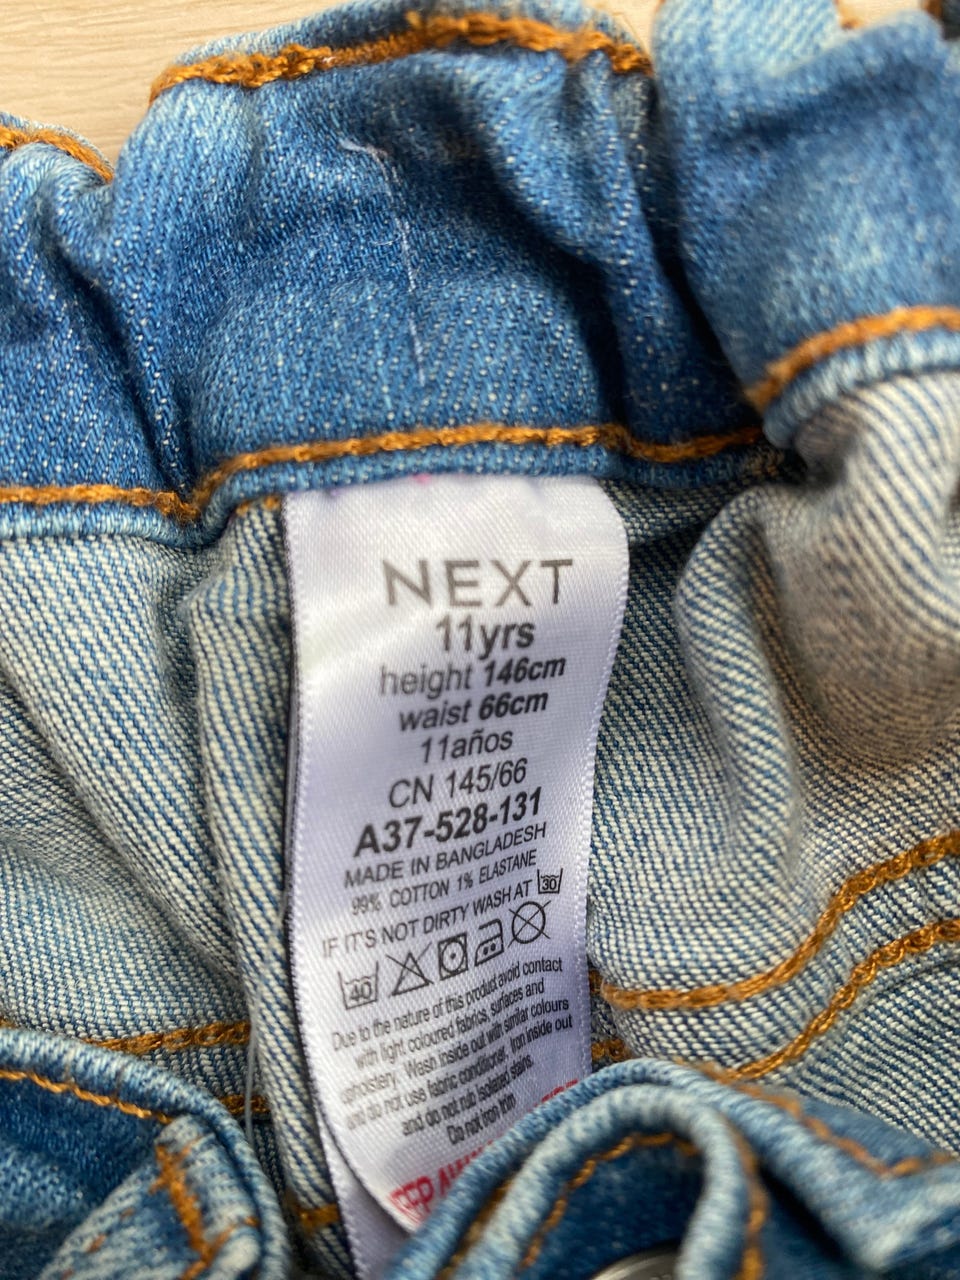 NEXT
11yrs
height 146cm
waist 66cm
11años
CN 145/66
A37-528-131
MADE IN BANGLADESH
99% COTTON 1% ELASTANE
IF IT'S NOT DIRTY WASH AT 30
40
Due to the nature of this product avoid contact
with light coloured fabrics, surfaces and
upholstery. Wash inside out with similar colours
and do not use fabric conditioner. Iron inside out
and do not rub isolated stains.
Do not iron trim
KEEP AWAY